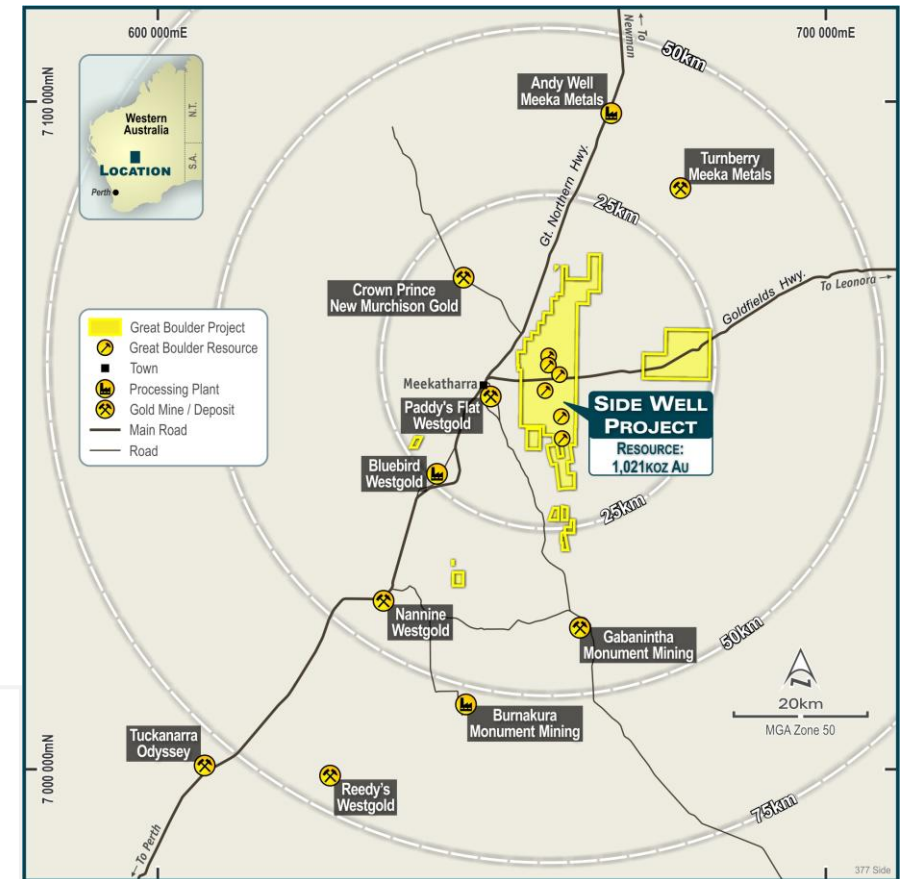 600 000mE
700 000mE
7 100 000mN
7 000 000mN
Western
Australia
LOCATION
Perth
N.T.
S.A.
To
Newman
50km
Andy Well
Meeka Metals
Turnberry
Meeka Metals
Gt. Northern Hwy.
25km
Crown Prince
New Murchison Gold
Goldfields Hwy.
To Leonora
Great Boulder Project
Great Boulder Resource
Town
Processing Plant
Gold Mine / Deposit
Main Road
Road
Meekatharra
Paddy's Flat
Westgold
SIDE WELL
PROJECT
RESOURCE:
1,021KOZ AU
Bluebird
Westgold
25km
Nannine
Westgold
Gabanintha
Monument Mining
50km
Burnakura
Monument Mining
20km
MGA Zone 50
Tuckanarra
Odyssey
Reedy's
Westgold
75km
To Perth
377 Side